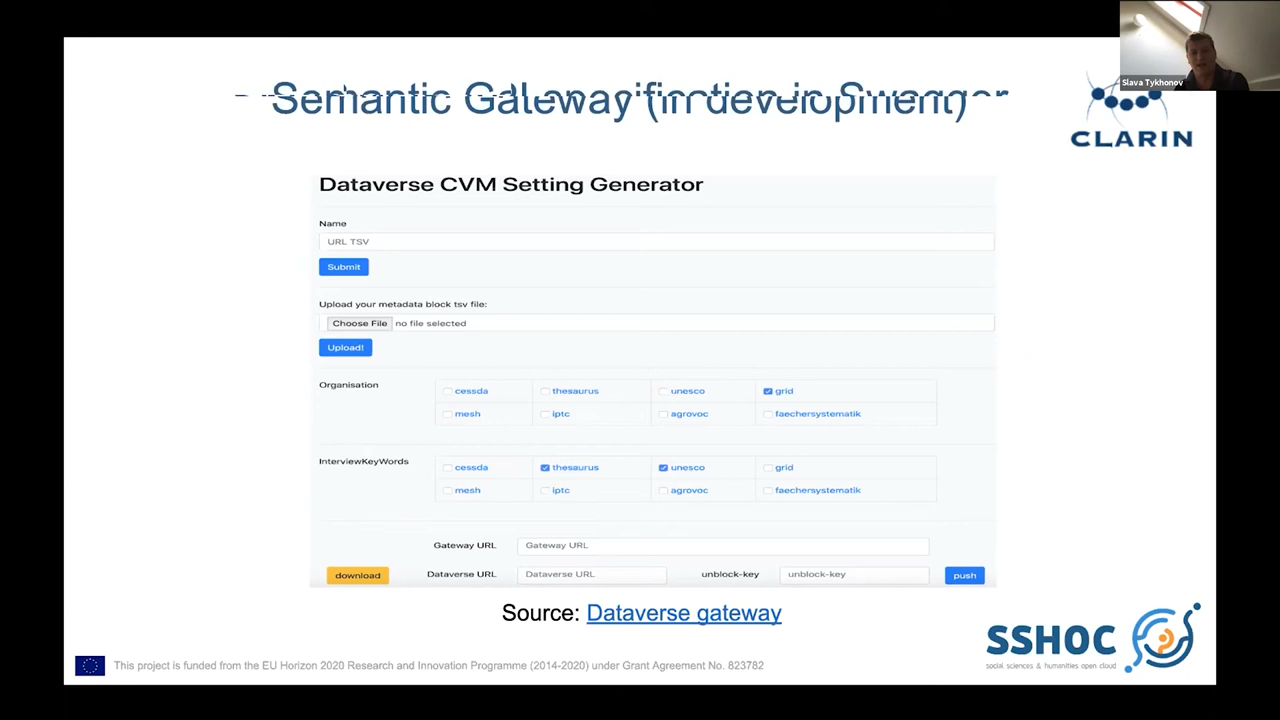 Slava Tykhonov
Semantic Gateway (in development)
CLARIN
Dataverse CVM Setting Generator
Name
URL TSV
Submit
Upload your metadata block tsv file:
Choose File no file selected
Upload!
Organisation
cessda thesaurus unesco grid
mesh iptc agrovoc faechersystematik
InterviewKeyWords
cessda thesaurus unesco grid
mesh iptc agrovoc faechersystematik
Gateway URL Gateway URL
download Dataverse URL Dataverse URL unblock-key unblock-key push
Source: Dataverse gateway
SSHOC
social sciences & humanities open cloud
This project is funded from the EU Horizon 2020 Research and Innovation Programme (2014-2020) under Grant Agreement No. 823782